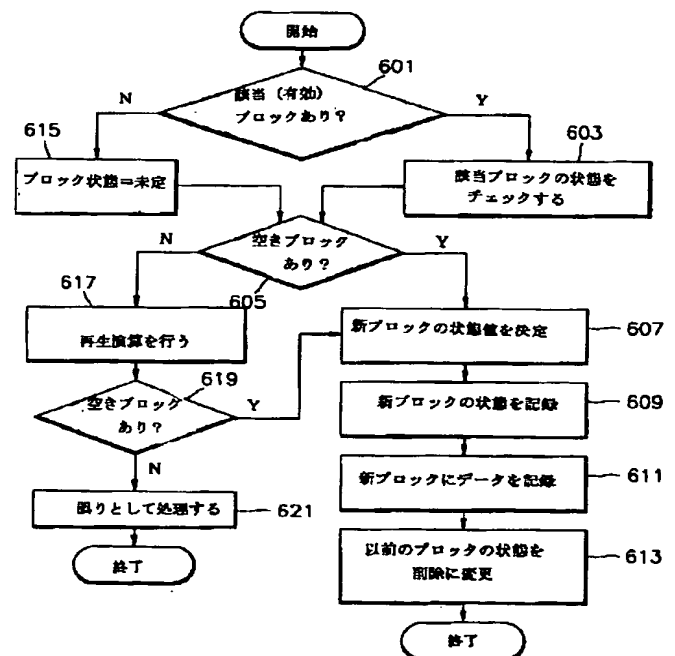 開始
601
該当(有効)
ブロックあり?
N
Y
615
603
ブロック状態=未定
該当ブロックの状態を
チェックする
空きブロック
あり?
N
Y
605
617
再生演算を行う
新ブロックの状態値を決定
607
619
空きブロック
あり?
Y
N
新ブロックの状態を記録
609
新ブロックにデータを記録
611
誤りとして処理する
621
以前のブロッタの状態を
削除に変更
613
終了
終了